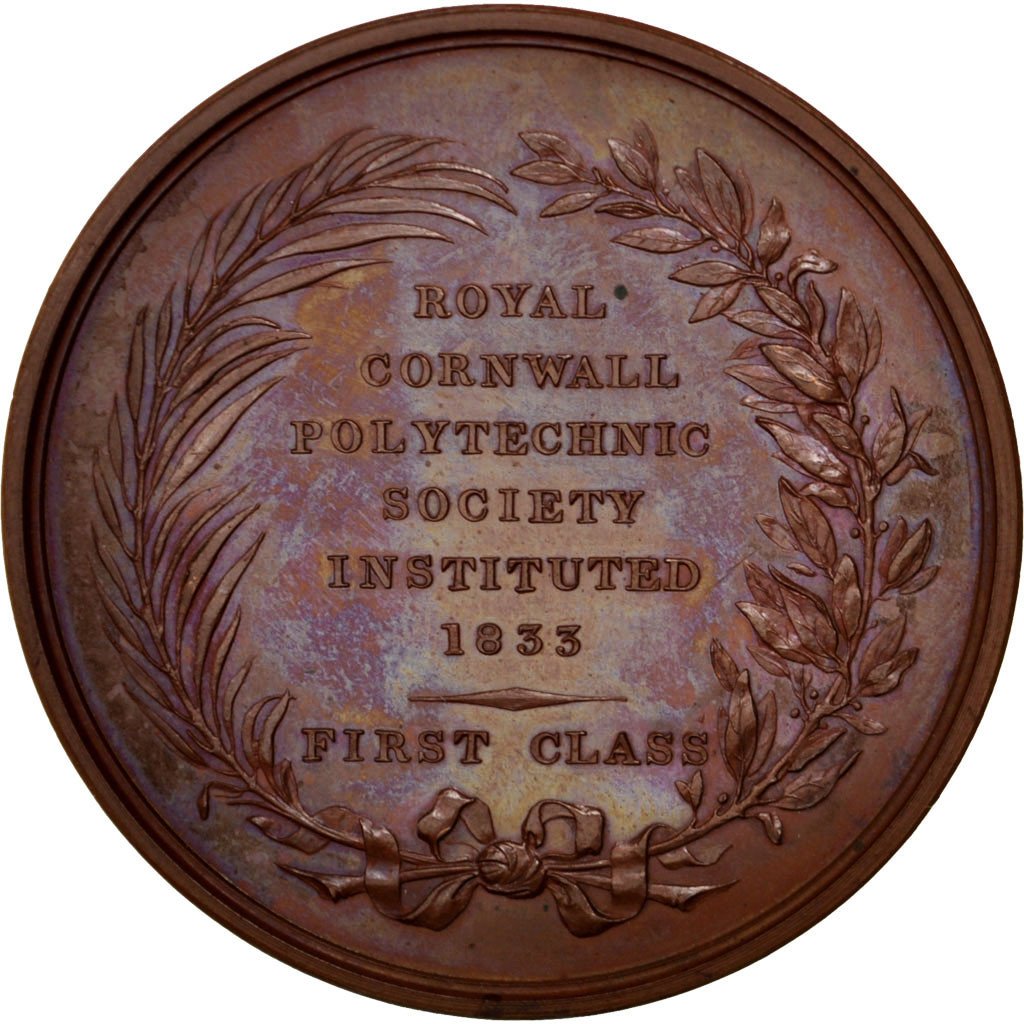 ROYAL
CORNWALL
POLYTECHNIC
SOCIETY
INSTITUTED
1833
FIRST CLASS